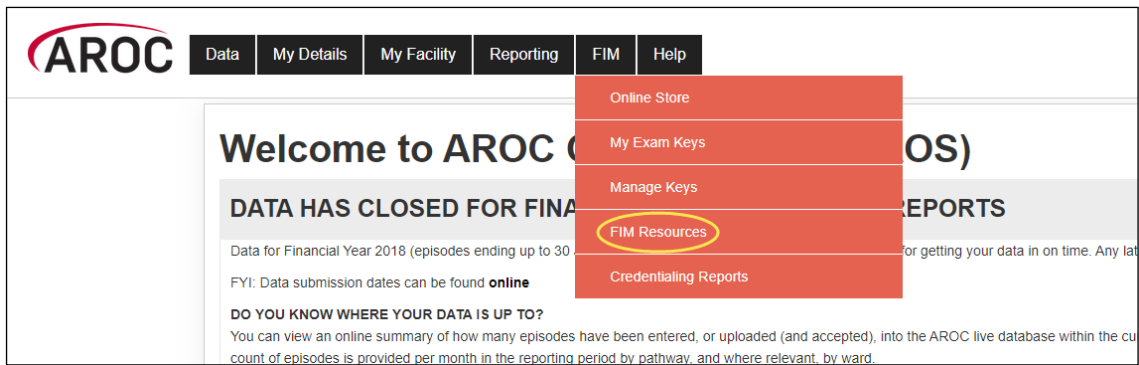 AROC
Data My Details My Facility Reporting FIM Help
Online Store
My Exam Keys
Manage Keys
FIM Resources
Credentialing Reports
Welcome to AROC OS)
DATA HAS CLOSED FOR FINA EPORTS
Data for Financial Year 2018 (episodes ending up to 30 for getting your data in on time. Any lat
FYI: Data submission dates can be found online
DO YOU KNOW WHERE YOUR DATA IS UP TO?
You can view an online summary of how many episodes have been entered, or uploaded (and accepted), into the AROC live database within the cu
count of episodes is provided per month in the reporting period by pathway, and where relevant, by ward.